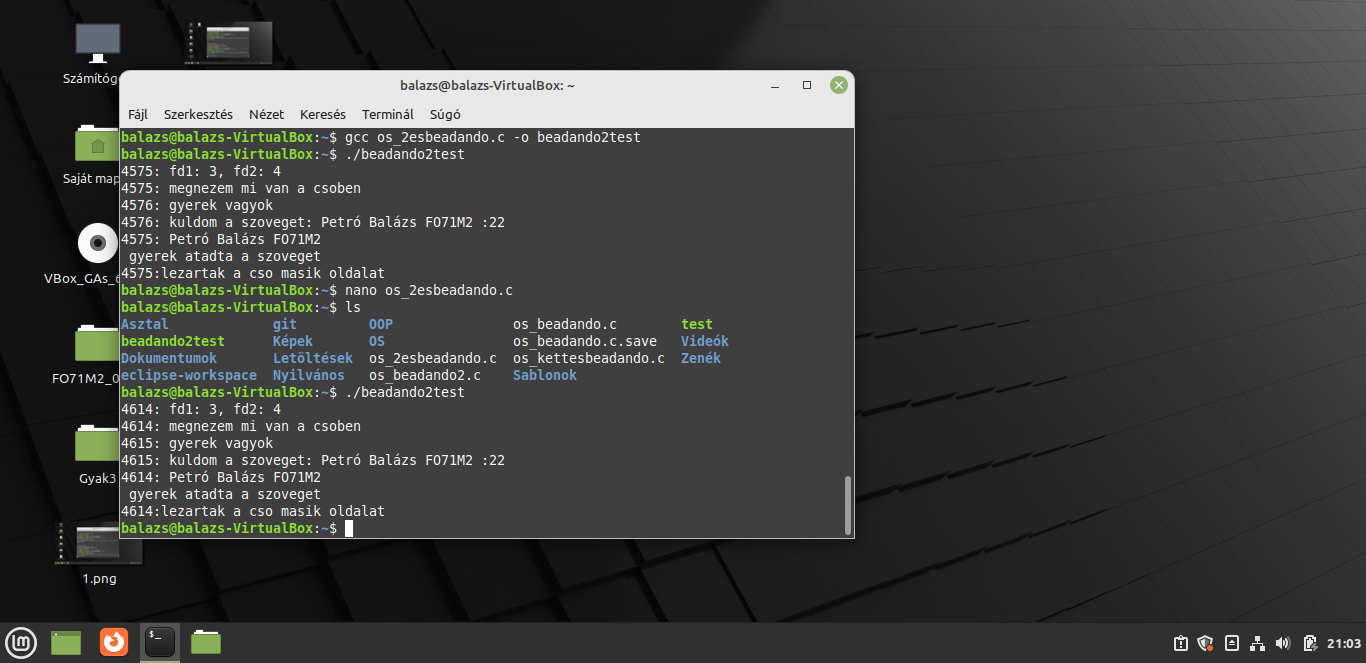 Számítóg
Saját map
VBox_GAs_6
FO71M2_0
Gyak3
1.png
balazs@balazs-VirtualBox: ~
Fájl Szerkesztés Nézet Keresés Terminál Súgó
balazs@balazs-VirtualBox:~$ gcc os_2esbeadando.c -o beadando2test
balazs@balazs-VirtualBox:~$ ./beadando2test
4575: fd1: 3, fd2: 4
4575: megnezem mi van a csoben
4576: gyerek vagyok
4576: kuldom a szoveget: Petró Balázs FO71M2 :22
4575: Petró Balázs FO71M2
gyerek atadta a szoveget
4575:lezartak a cso masik oldalat
balazs@balazs-VirtualBox:~$ nano os_2esbeadando.c
balazs@balazs-VirtualBox:~$ ls
Asztal git OOP os_beadando.c test
beadando2test Képek OS os_beadando.c.save Videók
Dokumentumok Letöltések os_2esbeadando.c os_kettesbeadando.c Zenék
eclipse-workspace Nyilvános os_beadando2.c Sablonok
balazs@balazs-VirtualBox:~$ ./beadando2test
4614: fd1: 3, fd2: 4
4614: megnezem mi van a csoben
4615: gyerek vagyok
4615: kuldom a szoveget: Petró Balázs FO71M2 :22
4614: Petró Balázs FO71M2
gyerek atadta a szoveget
4614:lezartak a cso masik oldalat
balazs@balazs-VirtualBox:~$
21:03